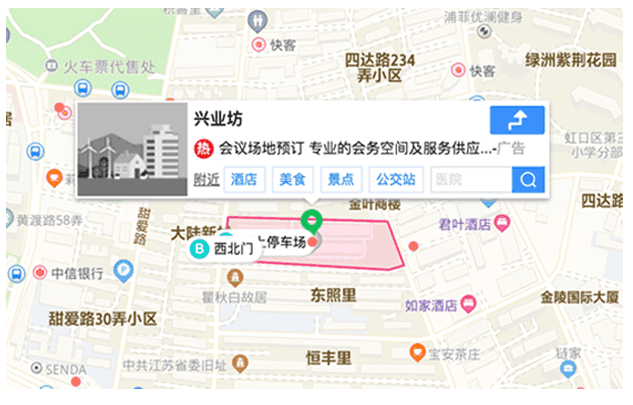 浦菲优澜健身
快客
四达路234
弄小区
绿洲紫荆花园
火车票代售处
快客
兴业坊
热 会议场地预订 专业的会务空间及服务供应...-广告
附近 酒店 美食 景点 公交站 医院
虹口区第三
小学分部
金叶商楼
四达路
黄渡路58弄
甜爱路
大陆新
君叶酒店
B 西北门
上停车场
中信银行
瞿秋白故居
东照里
如家酒店
金陵国际大厦
甜爱路30弄小区
中共江苏省委旧址
恒丰里
宝安茶庄
链家
SENDA